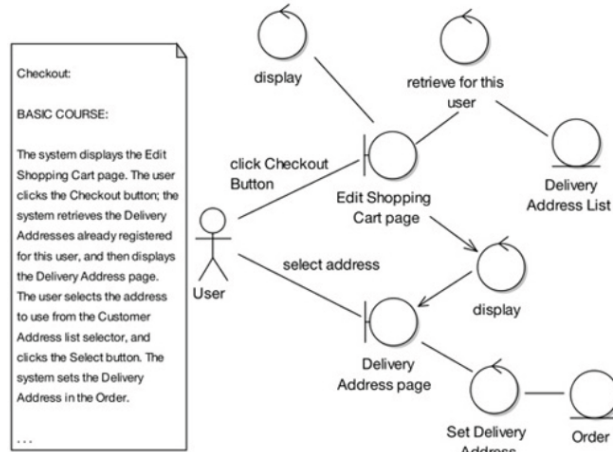 Checkout:
BASIC COURSE:
The system displays the Edit
Shopping Cart page. The user
clicks the Checkout button; the
system retrieves the Delivery
Addresses already registered
for this user, and then displays
the Delivery Address page.
The user selects the address
to use from the Customer
Address list selector, and
clicks the Select button. The
system sets the Delivery
Address in the Order.
. . .
display
retrieve for this
user
click Checkout
Button
Edit Shopping
Cart page
Delivery
Address List
User
select address
display
Delivery
Address page
Set Delivery
Address
Order